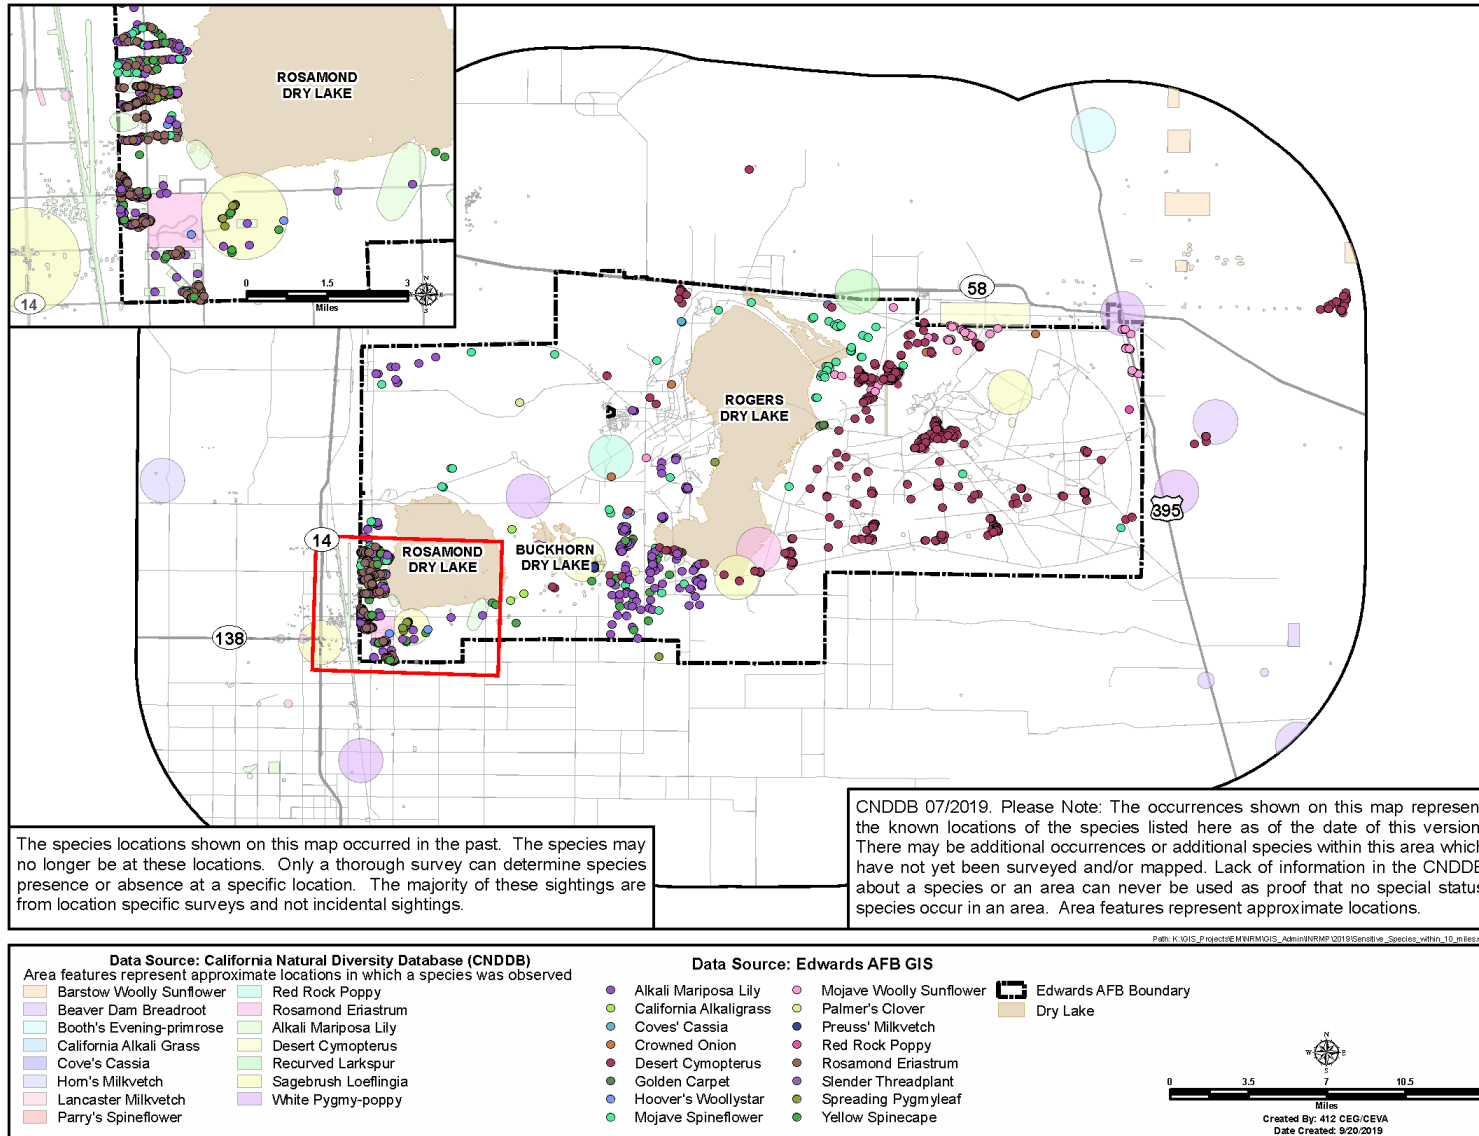 ROSAMOND
DRY LAKE
14
0
1.5
3
Miles
N
W
E
S
58
ROGERS
DRY LAKE
395
14
ROSAMOND
DRY LAKE
BUCKHORN
DRY LAKE
138
The species locations shown on this map occurred in the past. The species may
no longer be at these locations. Only a thorough survey can determine species
presence or absence at a specific location. The majority of these sightings are
from location specific surveys and not incidental sightings.
CNDDB 07/2019. Please Note: The occurrences shown on this map represen
the known locations of the species listed here as of the date of this version
There may be additional occurrences or additional species within this area which
have not yet been surveyed and/or mapped. Lack of information in the CNDDB
about a species or an area can never be used as proof that no special status
species occur in an area. Area features represent approximate locations.
Path: K:\GIS_Projects\EM\NRM\GIS_Admin\INRMP\2019\Sensitive_Species_within_10_miles.
Data Source: California Natural Diversity Database (CNDDB)
Area features represent approximate locations in which a species was observed
Barstow Woolly Sunflower
Beaver Dam Breadroot
Booth's Evening-primrose
California Alkali Grass
Cove's Cassia
Horn's Milkvetch
Lancaster Milkvetch
Parry's Spineflower
Red Rock Poppy
Rosamond Eriastrum
Alkali Mariposa Lily
Desert Cymopterus
Recurved Larkspur
Sagebrush Loeflingia
White Pygmy-poppy
Data Source: Edwards AFB GIS
Alkali Mariposa Lily
California Alkaligrass
Coves' Cassia
Crowned Onion
Desert Cymopterus
Golden Carpet
Hoover's Woollystar
Mojave Spineflower
Mojave Woolly Sunflower
Palmer's Clover
Preuss' Milkvetch
Red Rock Poppy
Rosamond Eriastrum
Slender Threadplant
Spreading Pygmyleaf
Yellow Spinecape
Edwards AFB Boundary
Dry Lake
N
W
E
S
0
3.5
7
10.5
Miles
Created By: 412 CEG/CEVA
Date Created: 9/20/2019